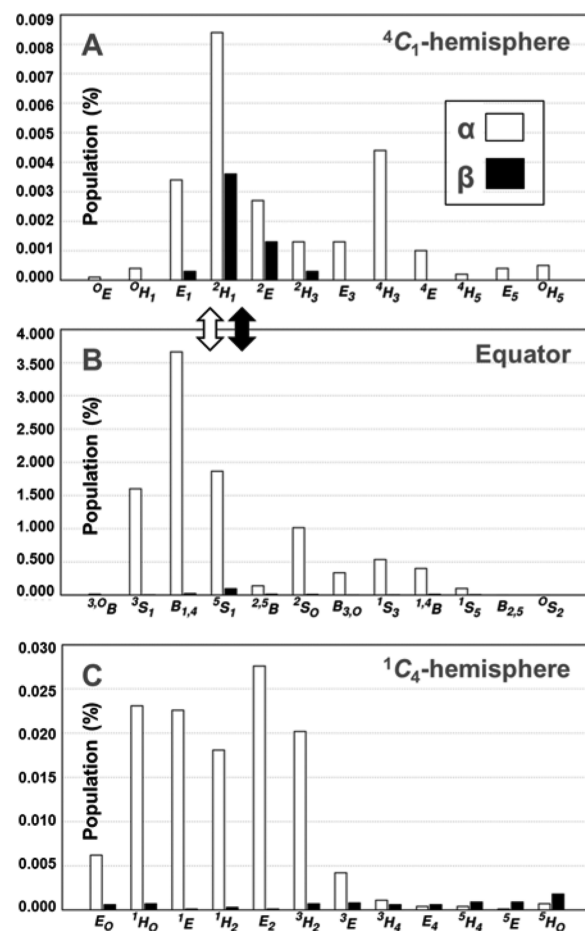 A
⁴C₁-hemisphere
Population (%)
0.009
0.008
0.007
0.006
0.005
0.004
0.003
0.002
0.001
0.000
α
β
ᴼE ᴼH₁ E₁ ²H₁ ²E ²H₃ E₃ ⁴H₃ ⁴E ⁴H₅ E₅ ᴼH₅
B
Equator
Population (%)
4.000
3.500
3.000
2.500
2.000
1.500
1.000
0.500
0.000
³,ᴼB ³S₁ B₁,₄ ⁵S₁ ²,⁵B ²S_O B₃,O ¹S₃ ¹,⁴B ¹S₅ B₂,₅ ᴼS₂
C
¹C₄-hemisphere
Population (%)
0.030
0.025
0.020
0.015
0.010
0.005
0.000
E_O ¹H_O ¹E ¹H₂ E₂ ³H₂ ³E ³H₄ E₄ ⁵H₄ ⁵E ⁵H_O